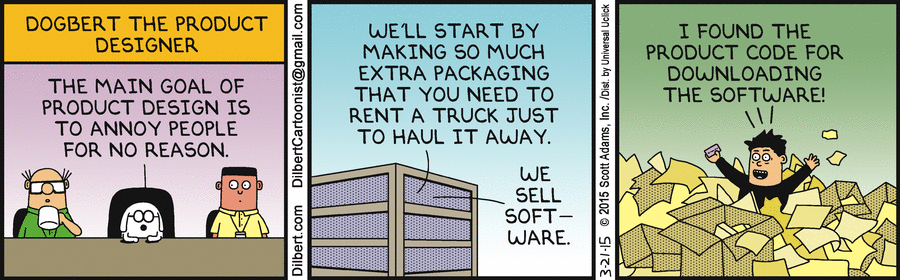 DOGBERT THE PRODUCT
DESIGNER
THE MAIN GOAL OF
PRODUCT DESIGN IS
TO ANNOY PEOPLE
FOR NO REASON.
Dilbert.com DilbertCartoonist@gmail.com
WE'LL START BY
MAKING SO MUCH
EXTRA PACKAGING
THAT YOU NEED TO
RENT A TRUCK JUST
TO HAUL IT AWAY.
WE
SELL
SOFT-
WARE.
3-21-15 © 2015 Scott Adams, Inc. /Dist. by Universal Uclick
I FOUND THE
PRODUCT CODE FOR
DOWNLOADING
THE SOFTWARE!